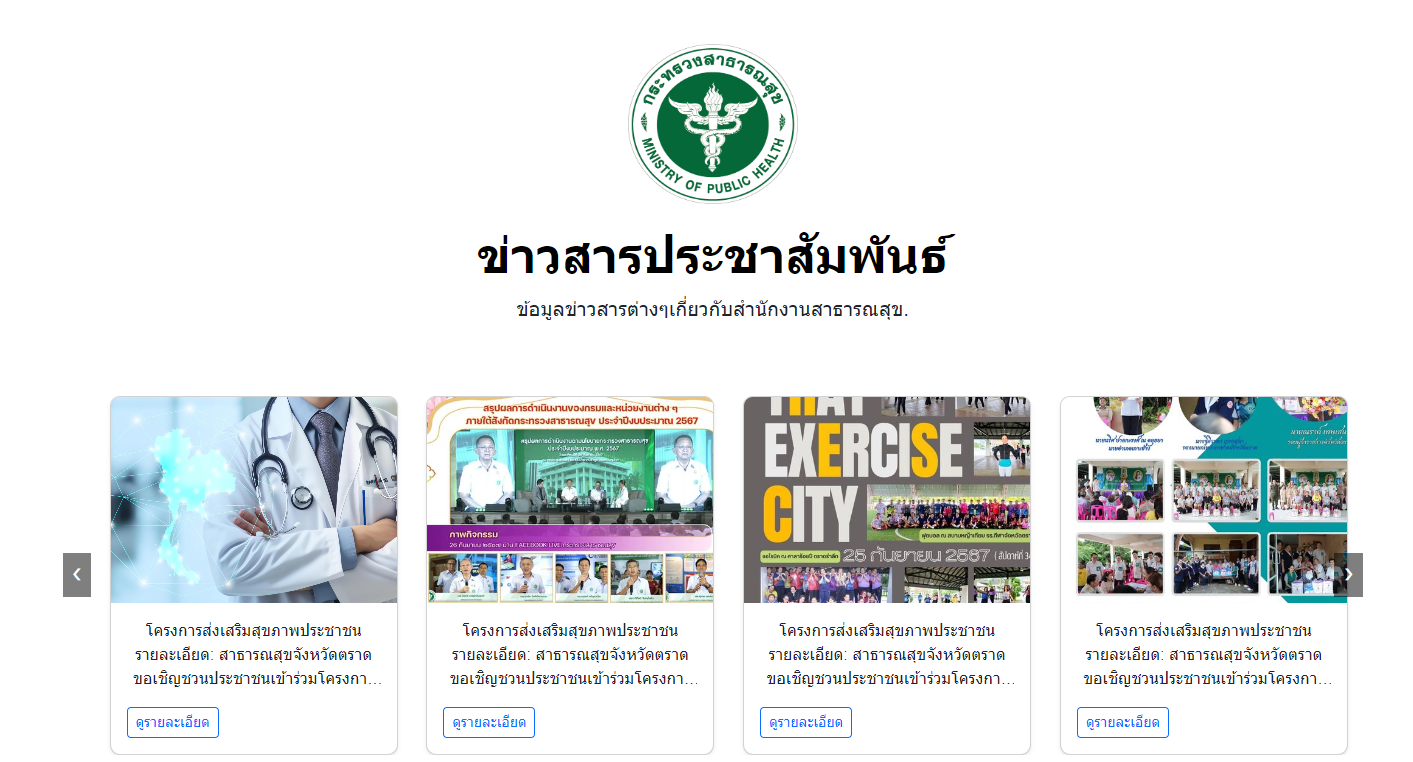 กระทรวงสาธารณสุข
MINISTRY OF PUBLIC HEALTH
ข่าวสารประชาสัมพันธ์
ข้อมูลข่าวสารต่างๆเกี่ยวกับสำนักงานสาธารณสุข.
สรุปผลการดำเนินงานของกรมและหน่วยงานต่าง ๆ
ภายใต้สังกัดกระทรวงสาธารณสุข ประจำปีงบประมาณ 2567
ภาพกิจกรรม
EXERCISE
CITY
25 กันยายน 2567
‹
›
โครงการส่งเสริมสุขภาพประชาชน
รายละเอียด: สาธารณสุขจังหวัดตราด
ขอเชิญชวนประชาชนเข้าร่วมโครงกา...
ดูรายละเอียด
โครงการส่งเสริมสุขภาพประชาชน
รายละเอียด: สาธารณสุขจังหวัดตราด
ขอเชิญชวนประชาชนเข้าร่วมโครงกา...
ดูรายละเอียด
โครงการส่งเสริมสุขภาพประชาชน
รายละเอียด: สาธารณสุขจังหวัดตราด
ขอเชิญชวนประชาชนเข้าร่วมโครงกา...
ดูรายละเอียด
โครงการส่งเสริมสุขภาพประชาชน
รายละเอียด: สาธารณสุขจังหวัดตราด
ขอเชิญชวนประชาชนเข้าร่วมโครงกา...
ดูรายละเอียด